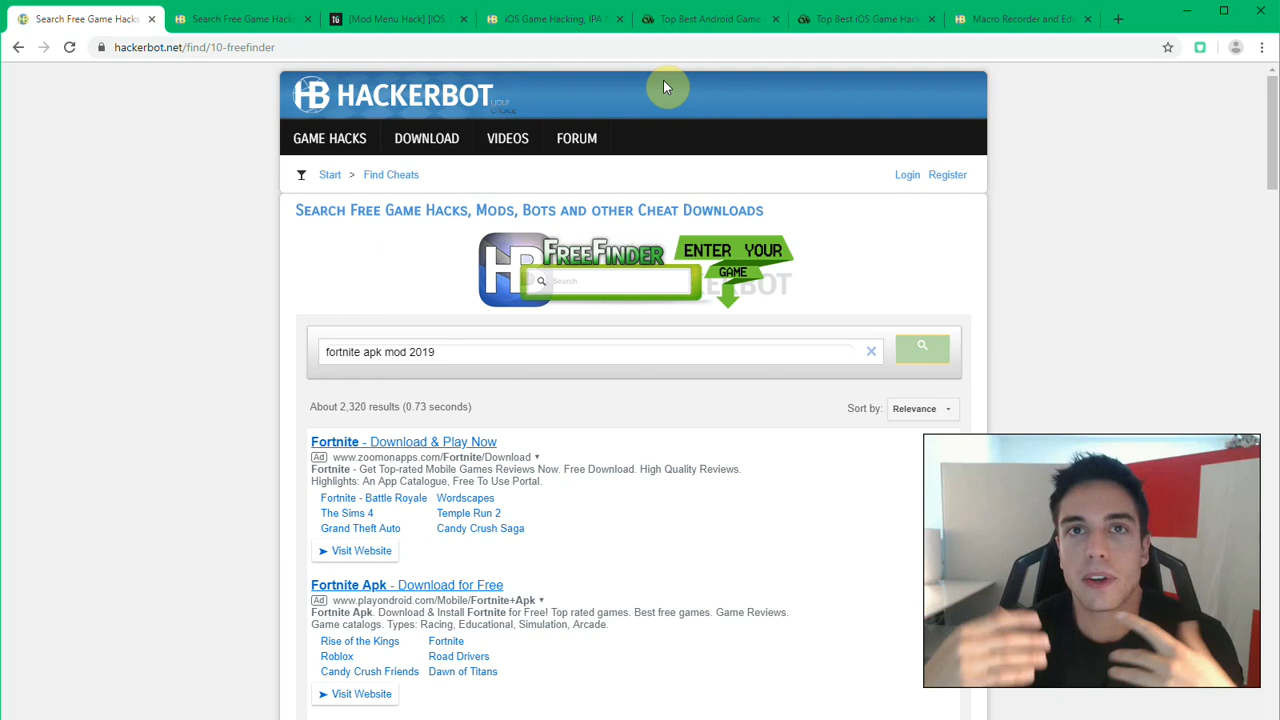 Search Free Game Hacks
Search Free Game Hacks
[Mod Menu Hack] [IOS
iOS Game Hacking, IPA
Top Best Android Game
Top Best iOS Game Hack
Macro Recorder and Edi
hackerbot.net/find/10-freefinder
HB HACKERBOT
your choice
GAME HACKS
DOWNLOAD
VIDEOS
FORUM
Start > Find Cheats
Login
Register
Search Free Game Hacks, Mods, Bots and other Cheat Downloads
HB FreeFinder
ENTER YOUR
GAME
Search
fortnite apk mod 2019
About 2,320 results (0.73 seconds)
Sort by:
Relevance
Fortnite - Download & Play Now
Ad www.zoomonapps.com/Fortnite/Download
Fortnite - Get Top-rated Mobile Games Reviews Now. Free Download. High Quality Reviews.
Highlights: An App Catalogue, Free To Use Portal.
Fortnite - Battle Royale
Wordscapes
The Sims 4
Temple Run 2
Grand Theft Auto
Candy Crush Saga
Visit Website
Fortnite Apk - Download for Free
Ad www.playondroid.com/Mobile/Fortnite+Apk
Fortnite Apk. Download & Install Fortnite for Free! Top rated games. Best free games. Game Reviews.
Game catalogs. Types: Racing, Educational, Simulation, Arcade.
Rise of the Kings
Fortnite
Roblox
Road Drivers
Candy Crush Friends
Dawn of Titans
Visit Website